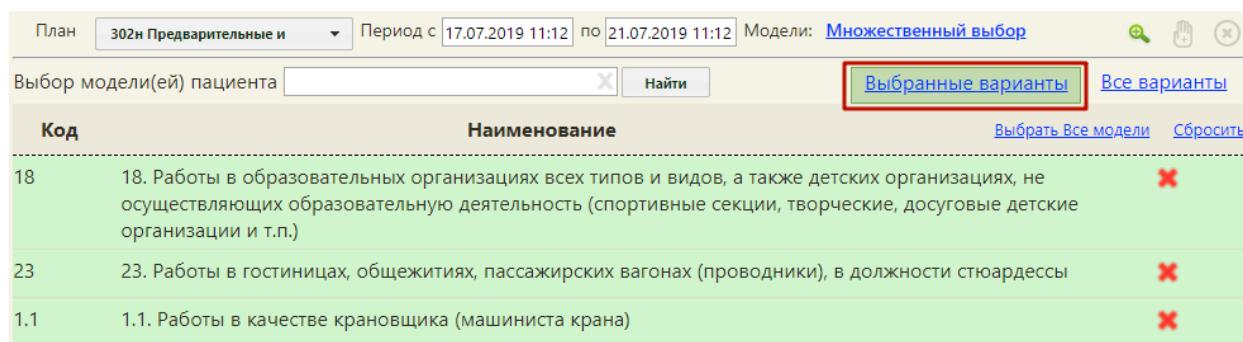 План 302н Предварительные и Период с 17.07.2019 11:12 по 21.07.2019 11:12 Модели: Множественный выбор
Выбор модели(ей) пациента Найти Выбранные варианты Все варианты
Код Наименование Выбрать Все модели Сбросить
18 18. Работы в образовательных организациях всех типов и видов, а также детских организациях, не
осуществляющих образовательную деятельность (спортивные секции, творческие, досуговые детские
организации и т.п.)
23 23. Работы в гостиницах, общежитиях, пассажирских вагонах (проводники), в должности стюардессы
1.1 1.1. Работы в качестве крановщика (машиниста крана)